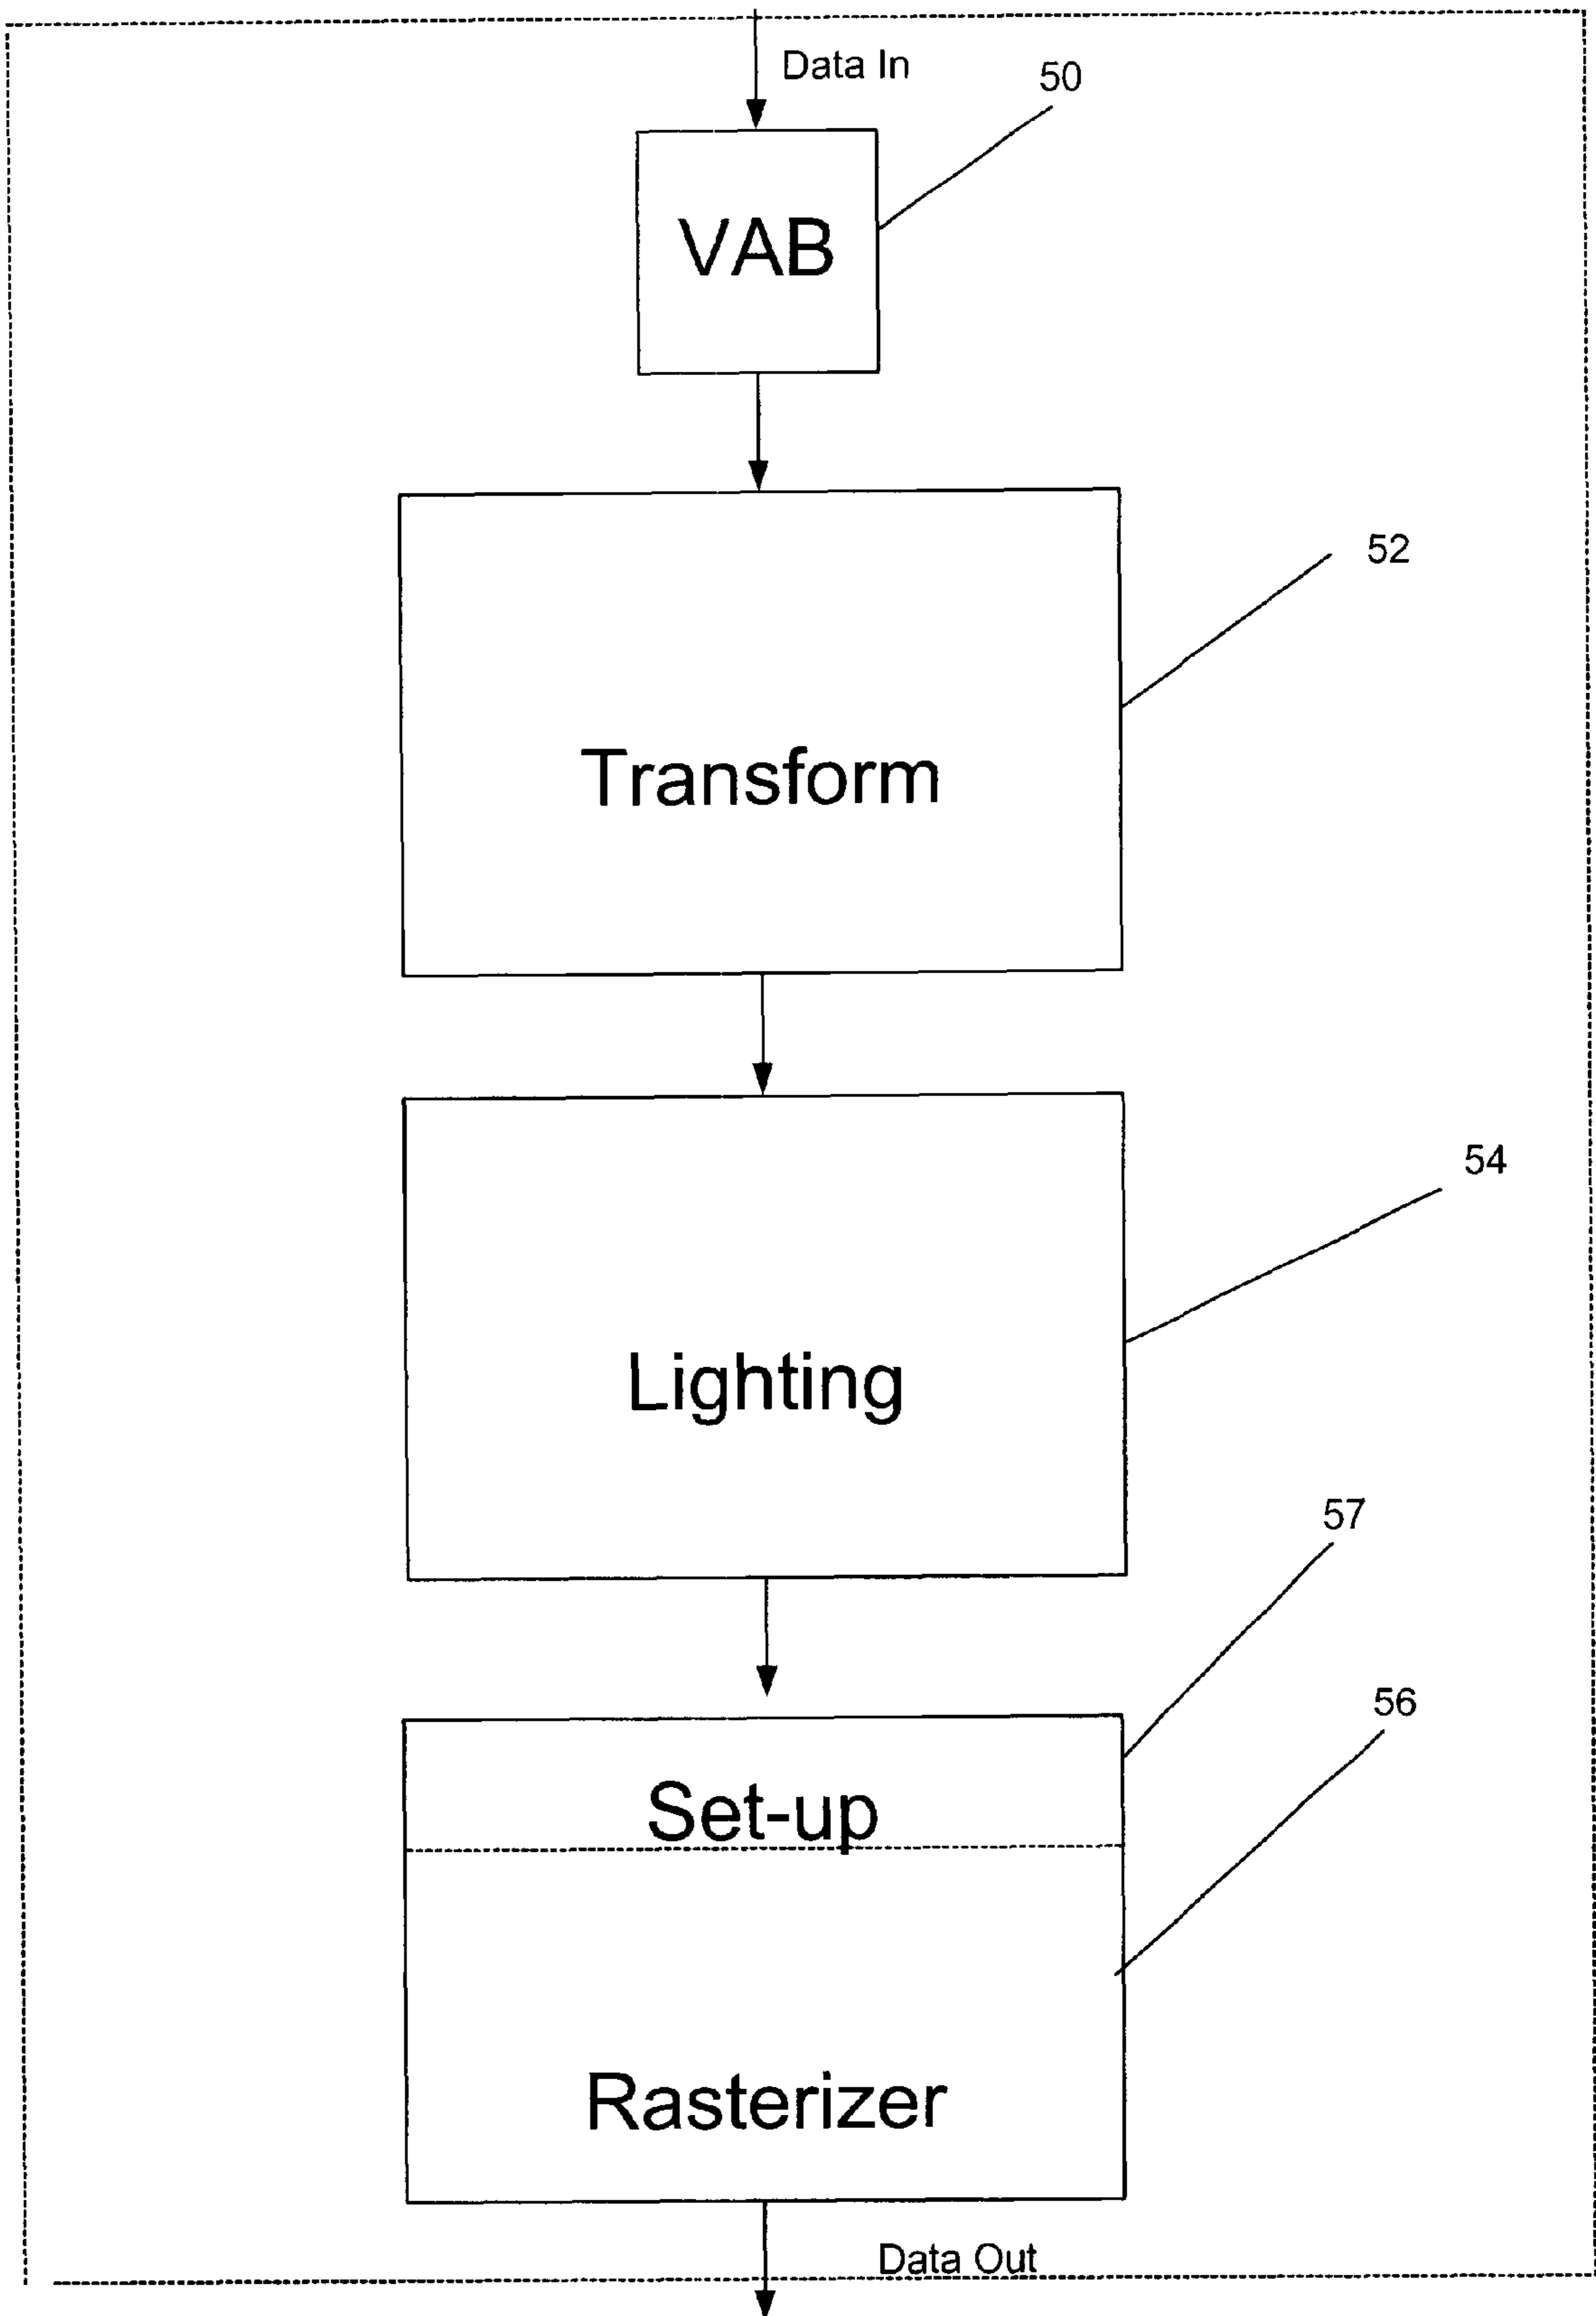 Data In
50
VAB
52
Transform
54
Lighting
57
Set-up
56
Rasterizer
Data Out